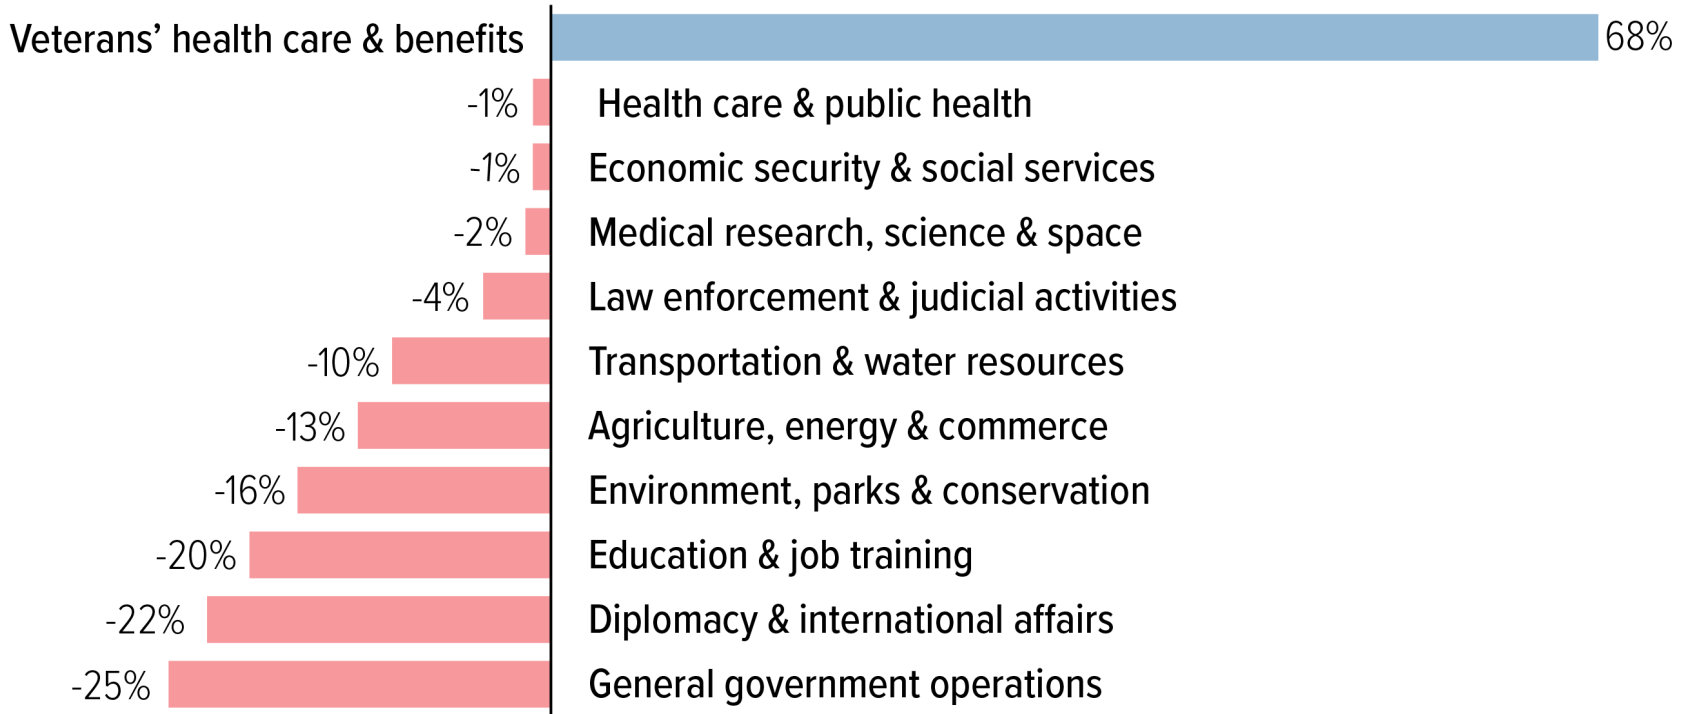 Veterans’ health care & benefits 68%
-1% Health care & public health
-1% Economic security & social services
-2% Medical research, science & space
-4% Law enforcement & judicial activities
-10% Transportation & water resources
-13% Agriculture, energy & commerce
-16% Environment, parks & conservation
-20% Education & job training
-22% Diplomacy & international affairs
-25% General government operations